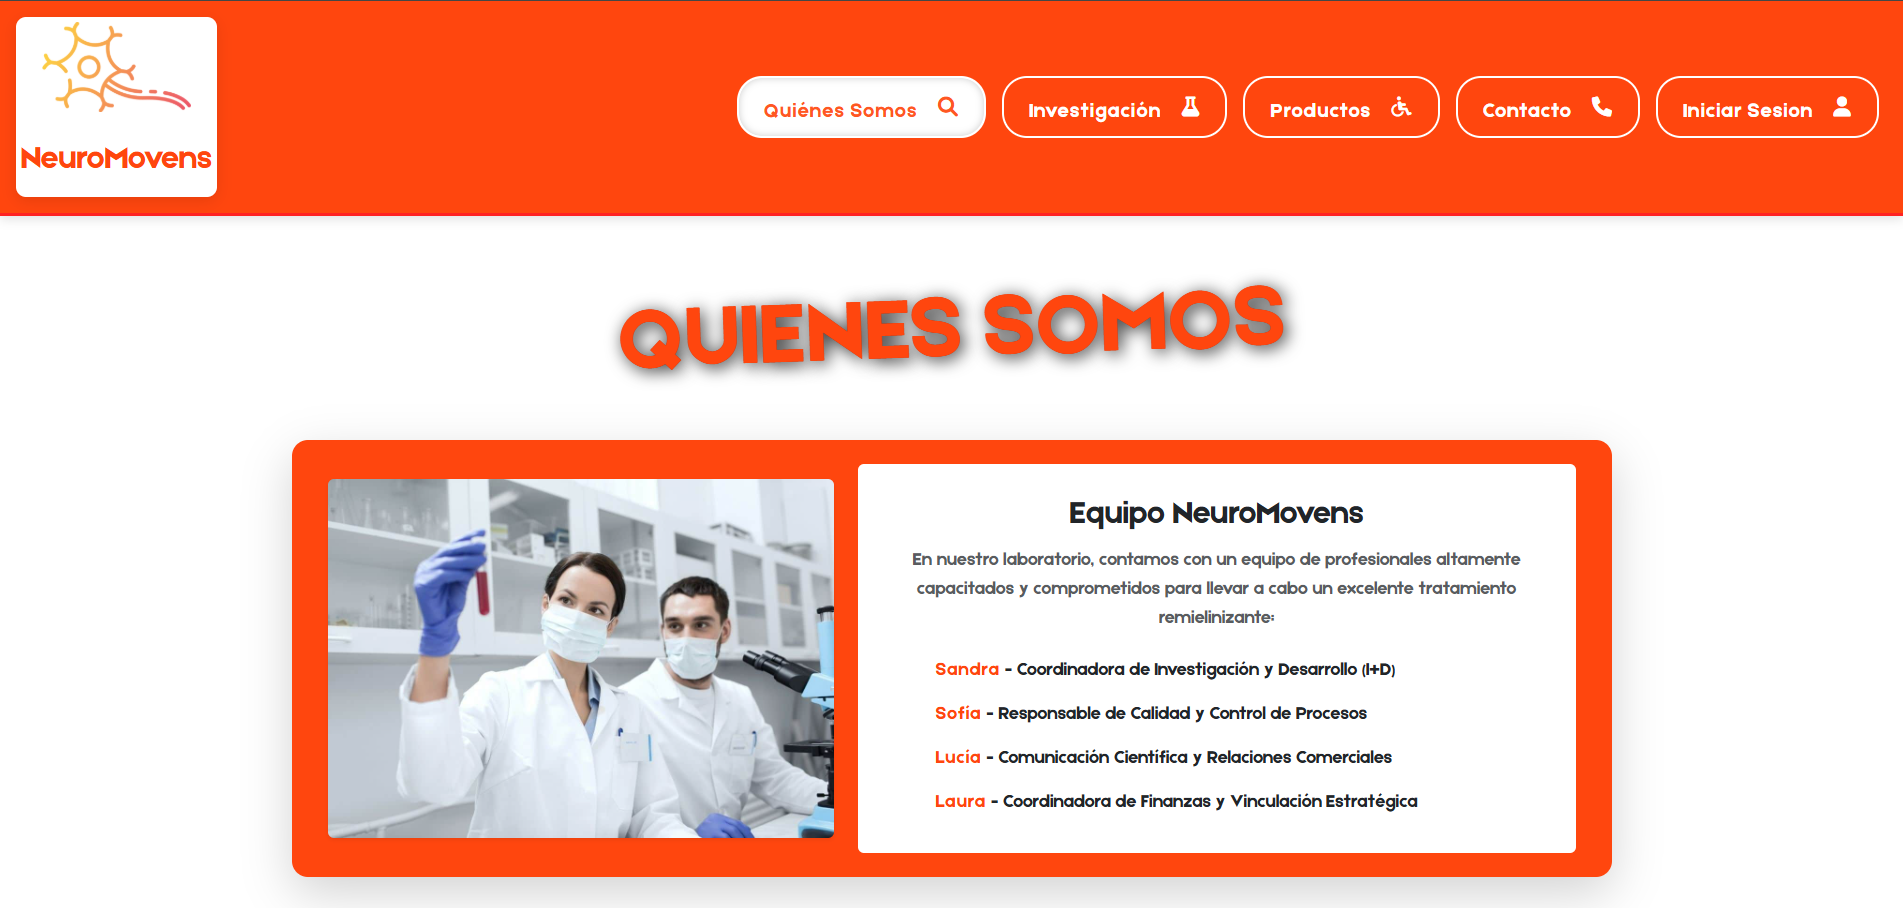 NeuroMovens
Quiénes Somos
Investigación
Productos
Contacto
Iniciar Sesion
QUIENES SOMOS
Equipo NeuroMovens
En nuestro laboratorio, contamos con un equipo de profesionales altamente
capacitados y comprometidos para llevar a cabo un excelente tratamiento
remielinizante:
Sandra - Coordinadora de Investigación y Desarrollo (I+D)
Sofía - Responsable de Calidad y Control de Procesos
Lucía - Comunicación Científica y Relaciones Comerciales
Laura - Coordinadora de Finanzas y Vinculación Estratégica